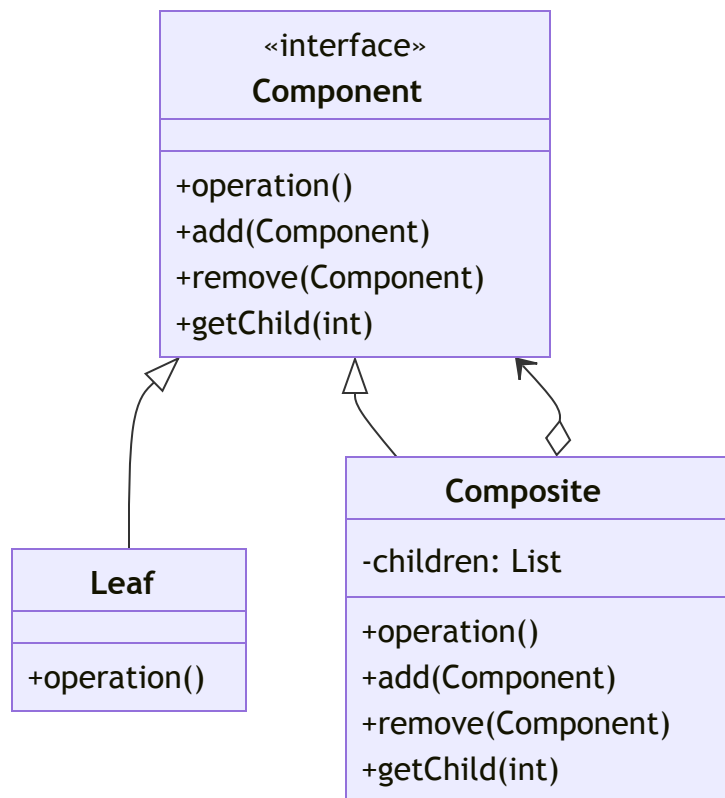 «interface»
Component
+operation()
+add(Component)
+remove(Component)
+getChild(int)
Leaf
+operation()
Composite
-children: List
+operation()
+add(Component)
+remove(Component)
+getChild(int)